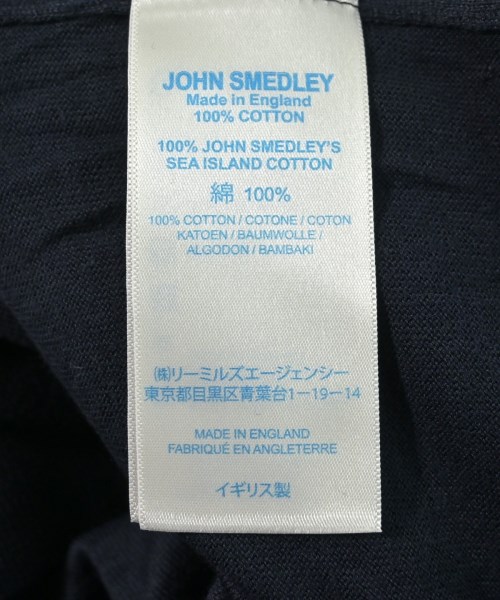 JOHN SMEDLEY
Made in England
100% COTTON
100% JOHN SMEDLEY'S
SEA ISLAND COTTON
綿 100%
100% COTTON / COTONE / COTON
KATOEN / BAUMWOLLE /
ALGODON / BAMBAKI
㈱リーミルズエージェンシー
東京都目黒区青葉台1-19-14
MADE IN ENGLAND
FABRIQUÉ EN ANGLETERRE
イギリス製